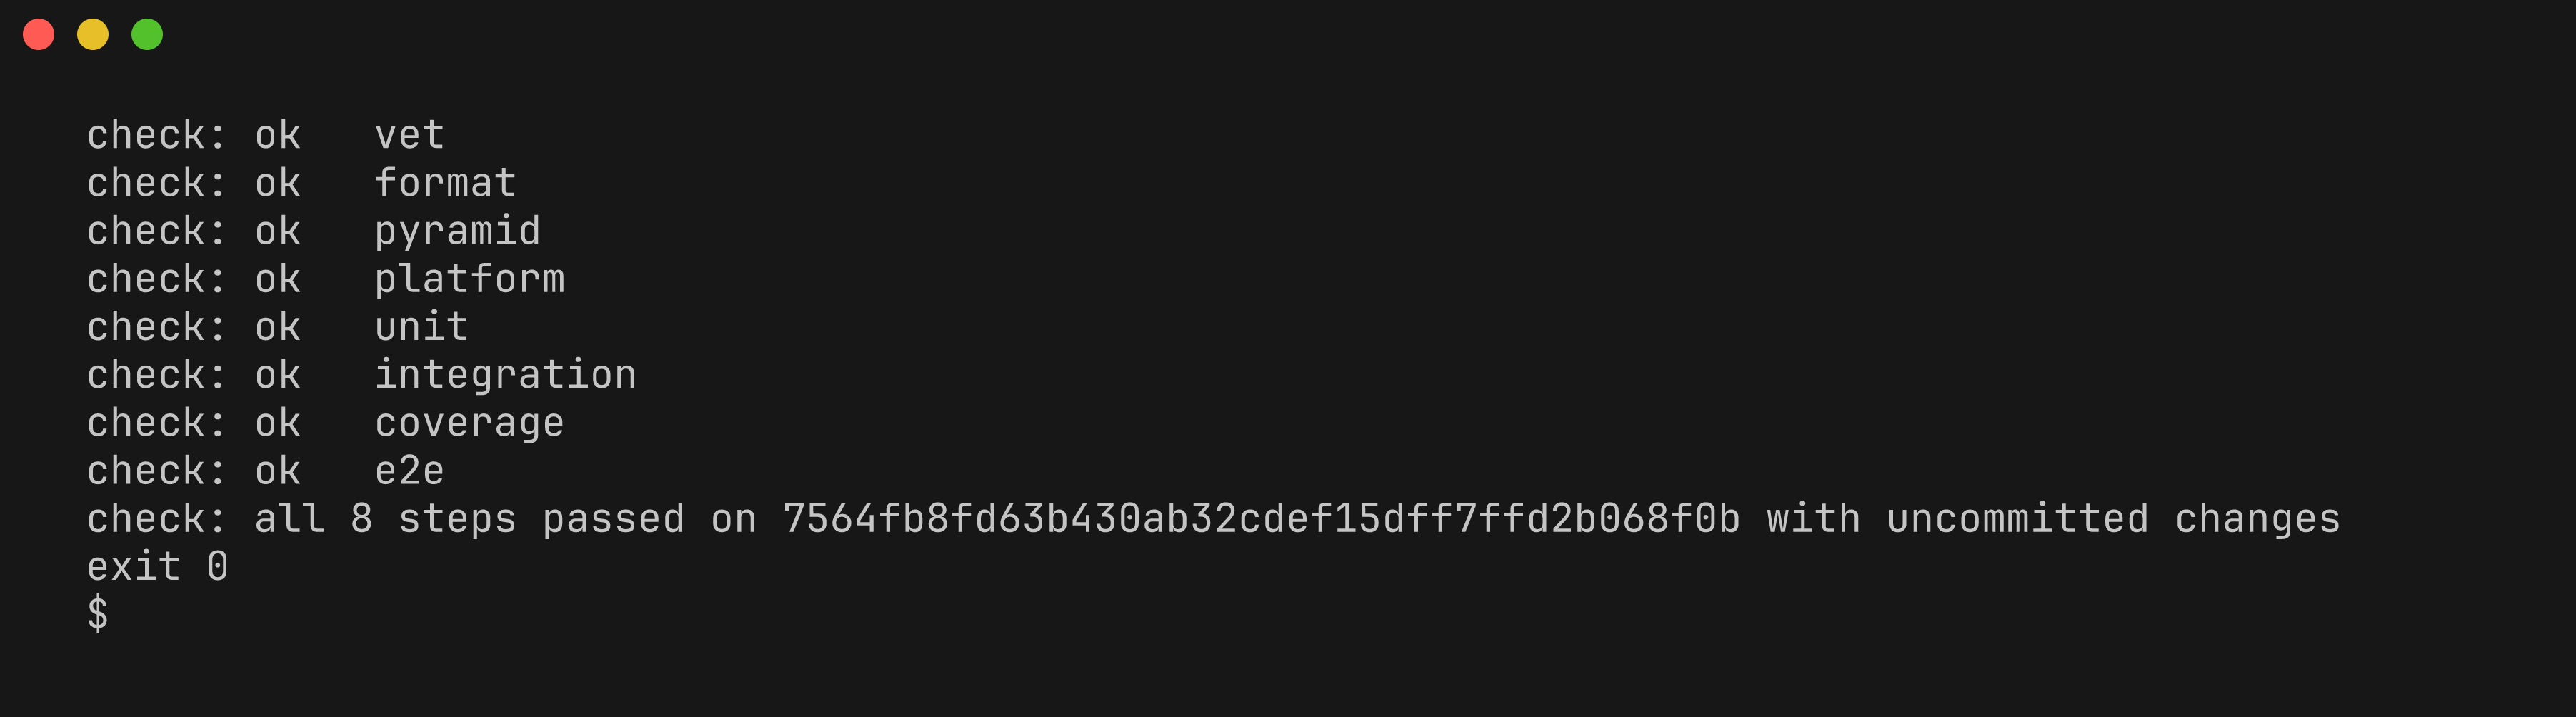 check: ok   vet
check: ok   format
check: ok   pyramid
check: ok   platform
check: ok   unit
check: ok   integration
check: ok   coverage
check: ok   e2e
check: all 8 steps passed on 7564fb8fd63b430ab32cdef15dff7ffd2b068f0b with uncommitted changes
exit 0
$